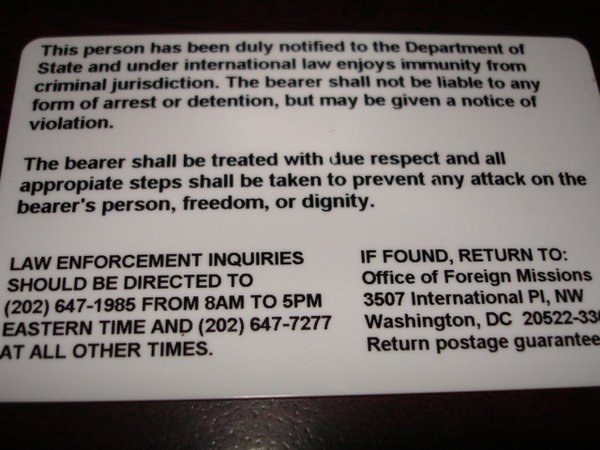 This person has been duly notified to the Department of
State and under international law enjoys immunity from
criminal jurisdiction. The bearer shall not be liable to any
form of arrest or detention, but may be given a notice of
violation.
The bearer shall be treated with due respect and all
appropiate steps shall be taken to prevent any attack on the
bearer's person, freedom, or dignity.
LAW ENFORCEMENT INQUIRIES
SHOULD BE DIRECTED TO
(202) 647-1985 FROM 8AM TO 5PM
EASTERN TIME AND (202) 647-7277
AT ALL OTHER TIMES.
IF FOUND, RETURN TO:
Office of Foreign Missions
3507 International Pl, NW
Washington, DC 20522-330
Return postage guarantee